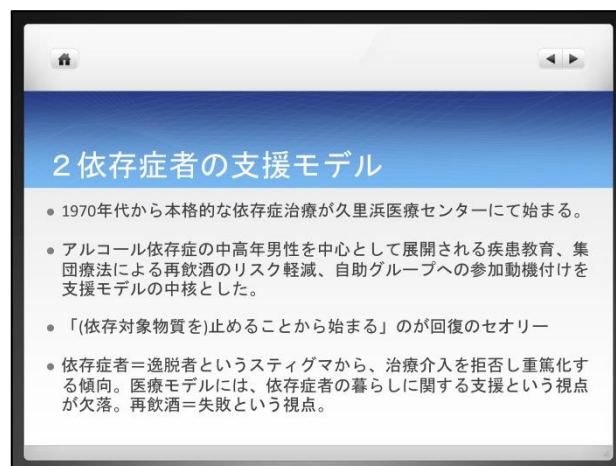 2依存症者の支援モデル
1970年代から本格的な依存症治療が久里浜医療センターにて始まる。
アルコール依存症の中高年男性を中心として展開される疾患教育、集
団療法による再飲酒のリスク軽減、自助グループへの参加動機付けを
支援モデルの中核とした。
「(依存対象物質を)止めることから始まる」のが回復のセオリー
依存症者＝逸脱者というスティグマから、治療介入を拒否し重篤化す
る傾向。医療モデルには、依存症者の暮らしに関する支援という視点
が欠落。再飲酒＝失敗という視点。